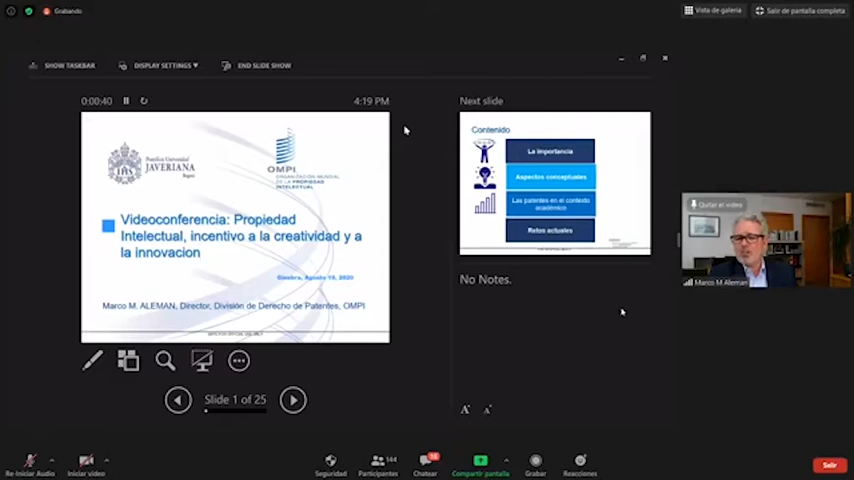 Grabando
Vista de galería
Salir de pantalla completa
SHOW TASKBAR
DISPLAY SETTINGS ▼
END SLIDE SHOW
0:00:40
4:19 PM
Next slide
Pontificia Universidad
JAVERIANA
Bogotá
OMPI
ORGANIZACIÓN MUNDIAL
DE LA PROPIEDAD
INTELECTUAL
Videoconferencia: Propiedad
Intelectual, incentivo a la creatividad y a
la innovacion
Marco M. ALEMAN, Director, División de Derecho de Patentes, OMPI
Contenido
La importancia
Aspectos conceptuales
Las patentes en el contexto
académico
Retos actuales
No Notes.
Quitar el video
Marco M Aleman
Slide 1 of 25
A A
Re-Iniciar Audio
Iniciar video
Seguridad
144
Participantes
Chatear
Compartir pantalla
Grabar
Reacciones
Salir